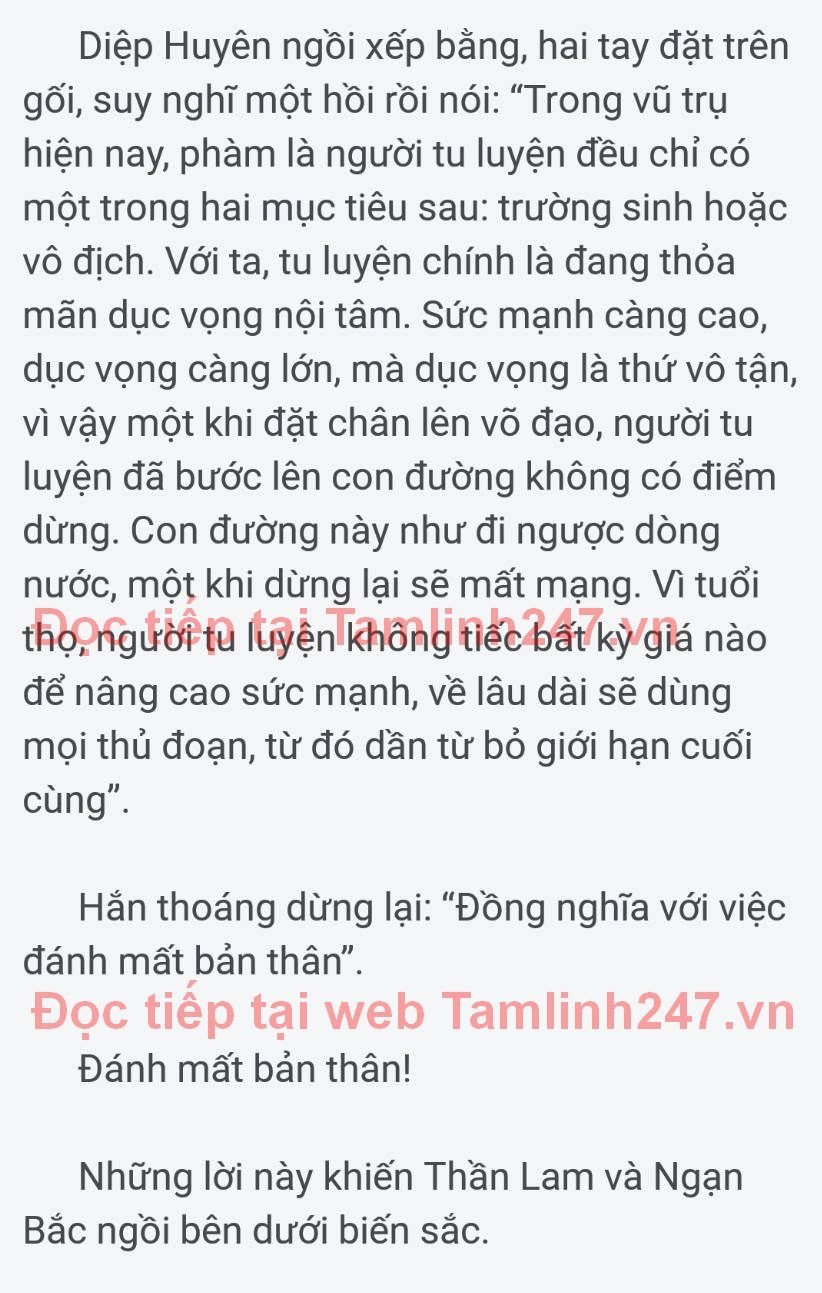 Diệp Huyên ngồi xếp bằng, hai tay đặt trên
gối, suy nghĩ một hồi rồi nói: “Trong vũ trụ
hiện nay, phàm là người tu luyện đều chỉ có
một trong hai mục tiêu sau: trường sinh hoặc
vô địch. Với ta, tu luyện chính là đang thỏa
mãn dục vọng nội tâm. Sức mạnh càng cao,
dục vọng càng lớn, mà dục vọng là thứ vô tận,
vì vậy một khi đặt chân lên võ đạo, người tu
luyện đã bước lên con đường không có điểm
dừng. Con đường này như đi ngược dòng
nước, một khi dừng lại sẽ mất mạng. Vì tuổi
Đọc tiếp tại Tamlinh247.vn
thọ, người tu luyện không tiếc bất kỳ giá nào
để nâng cao sức mạnh, về lâu dài sẽ dùng
mọi thủ đoạn, từ đó dần từ bỏ giới hạn cuối
cùng”.
Hắn thoáng dừng lại: “Đồng nghĩa với việc
đánh mất bản thân”.
Đọc tiếp tại web Tamlinh247.vn
Đánh mất bản thân!
Những lời này khiến Thần Lam và Ngạn
Bắc ngồi bên dưới biến sắc.